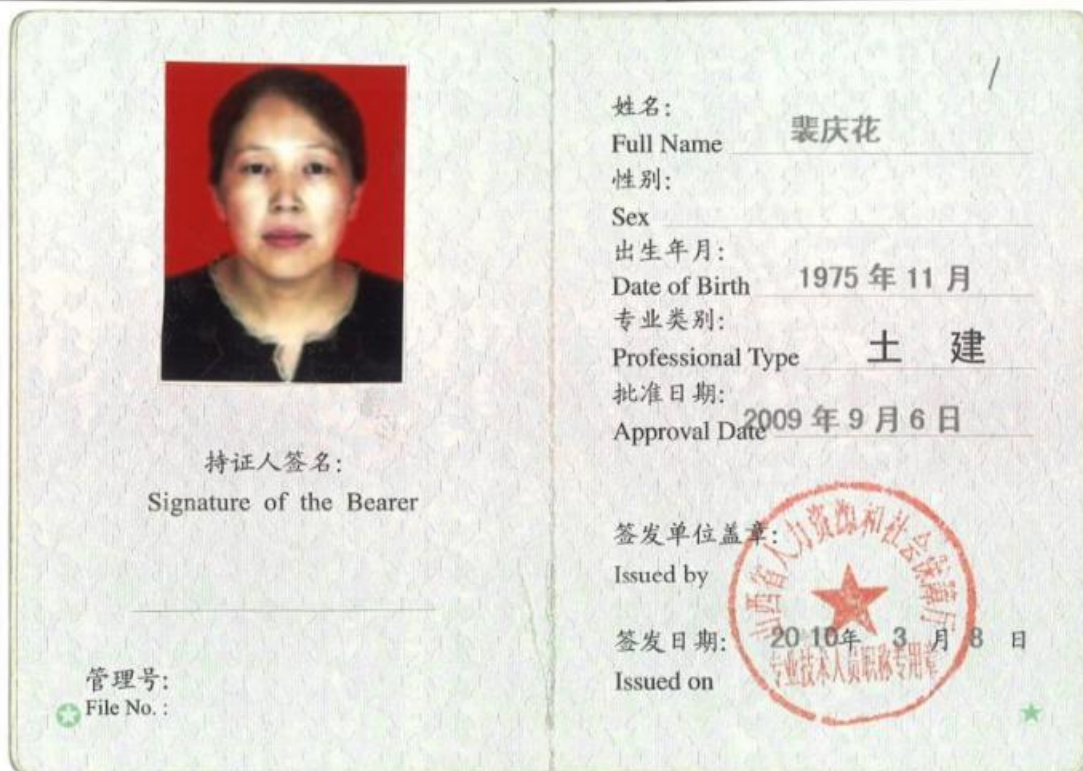 持证人签名:
Signature of the Bearer
管理号:
File No. :
姓名:
Full Name 裴庆花
性别:
Sex
出生年月:
Date of Birth 1975 年 11 月
专业类别:
Professional Type 土 建
批准日期:
Approval Date 2009 年 9 月 6 日
签发单位盖章:
Issued by
山西省人力资源和社会保障厅
签发日期: 2010年 3 月 8 日
专业技术人员职称专用章
Issued on